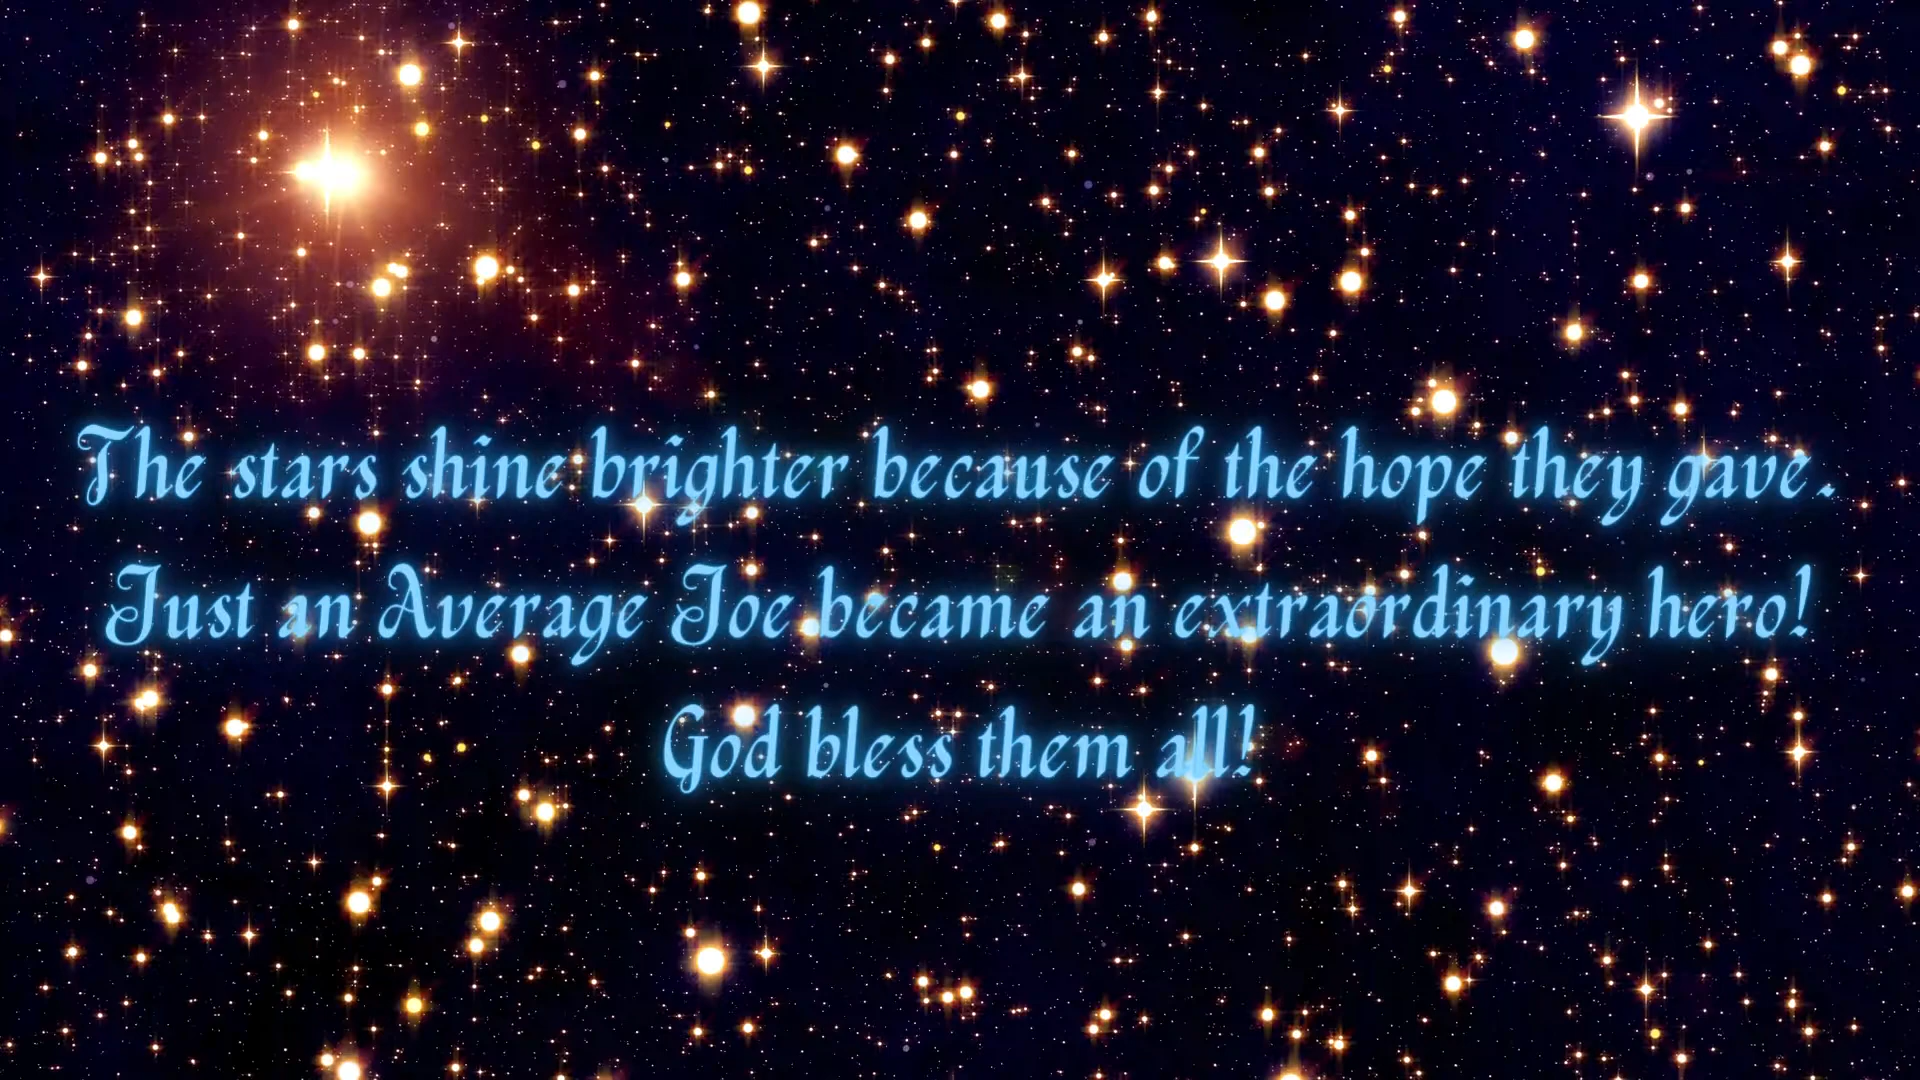 The stars shine brighter because of the hope they gave.
Just an Average Joe became an extraordinary hero!
God bless them all!